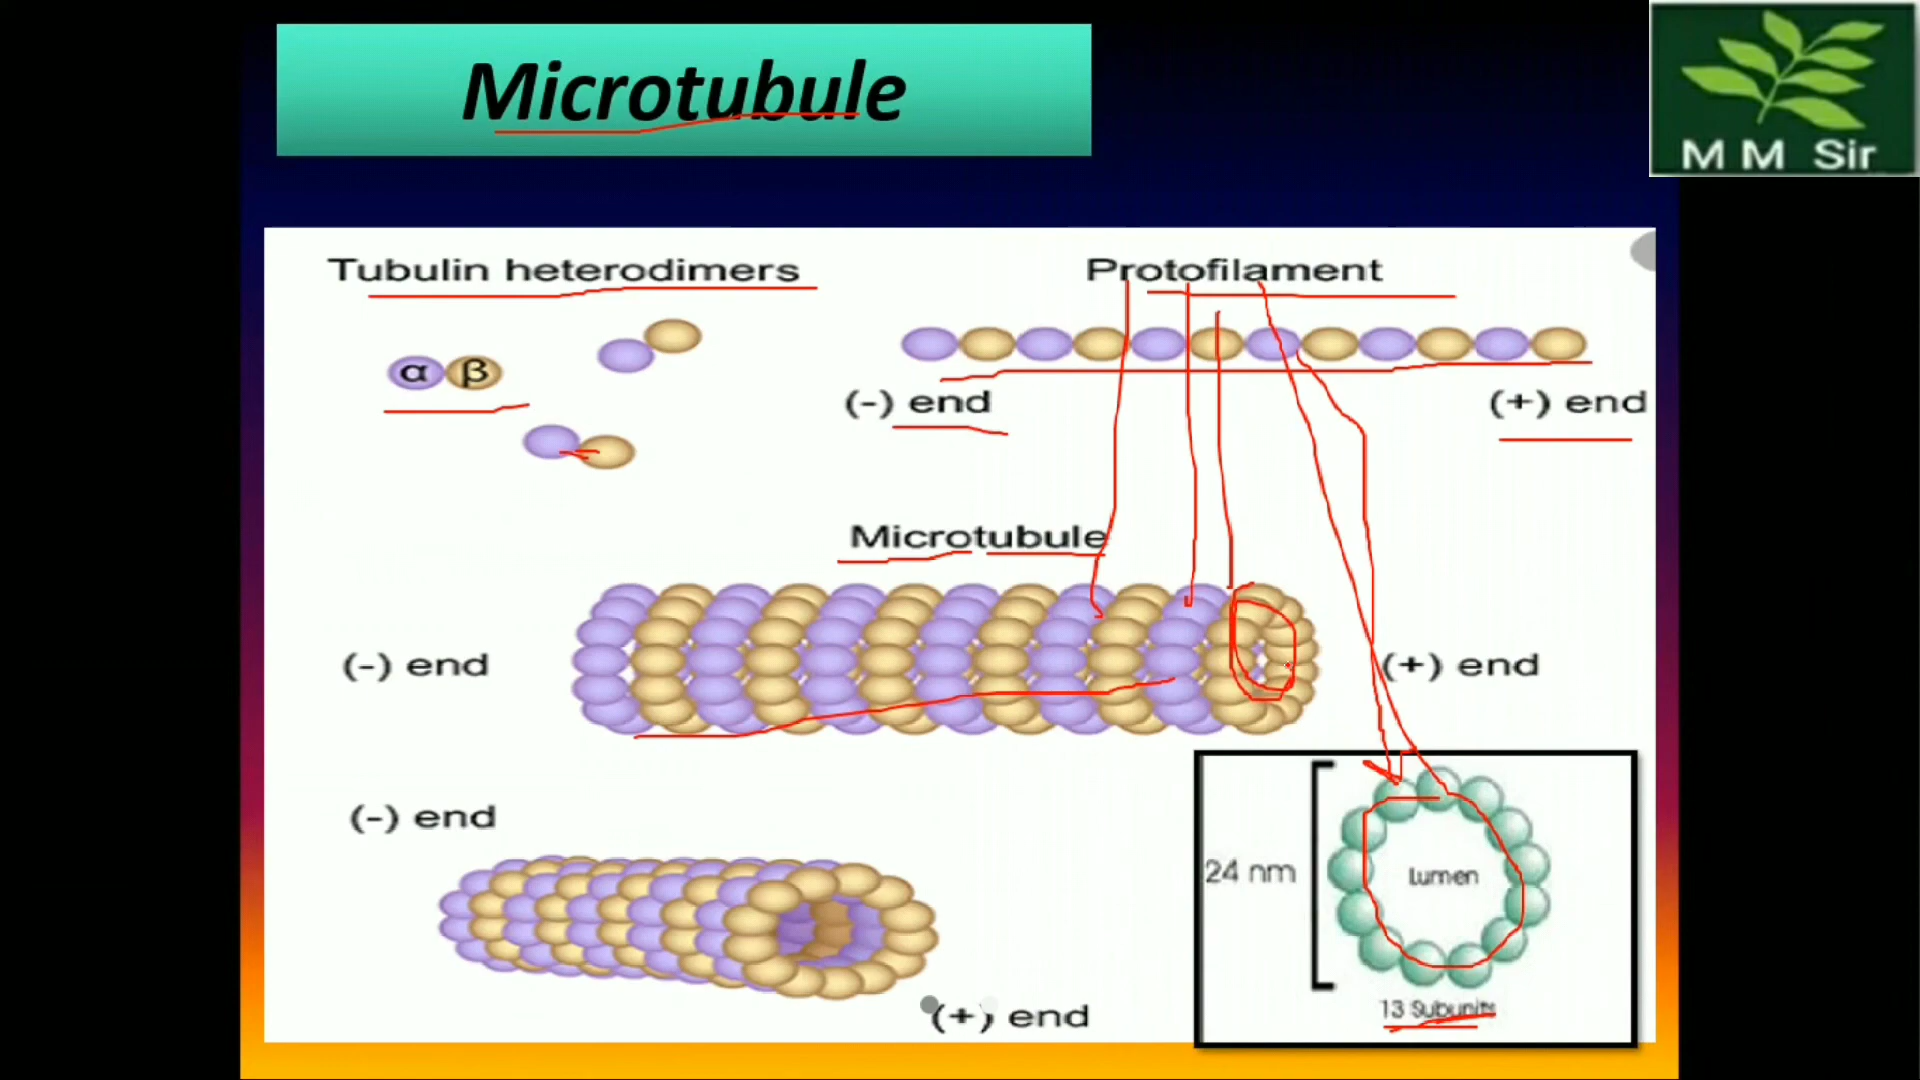 Microtubule
M M Sir
Tubulin heterodimers
Protofilament
α β
(-) end
(+) end
Microtubule
(-) end
(+) end
(-) end
24 nm
Lumen
13 Subunits
(+) end